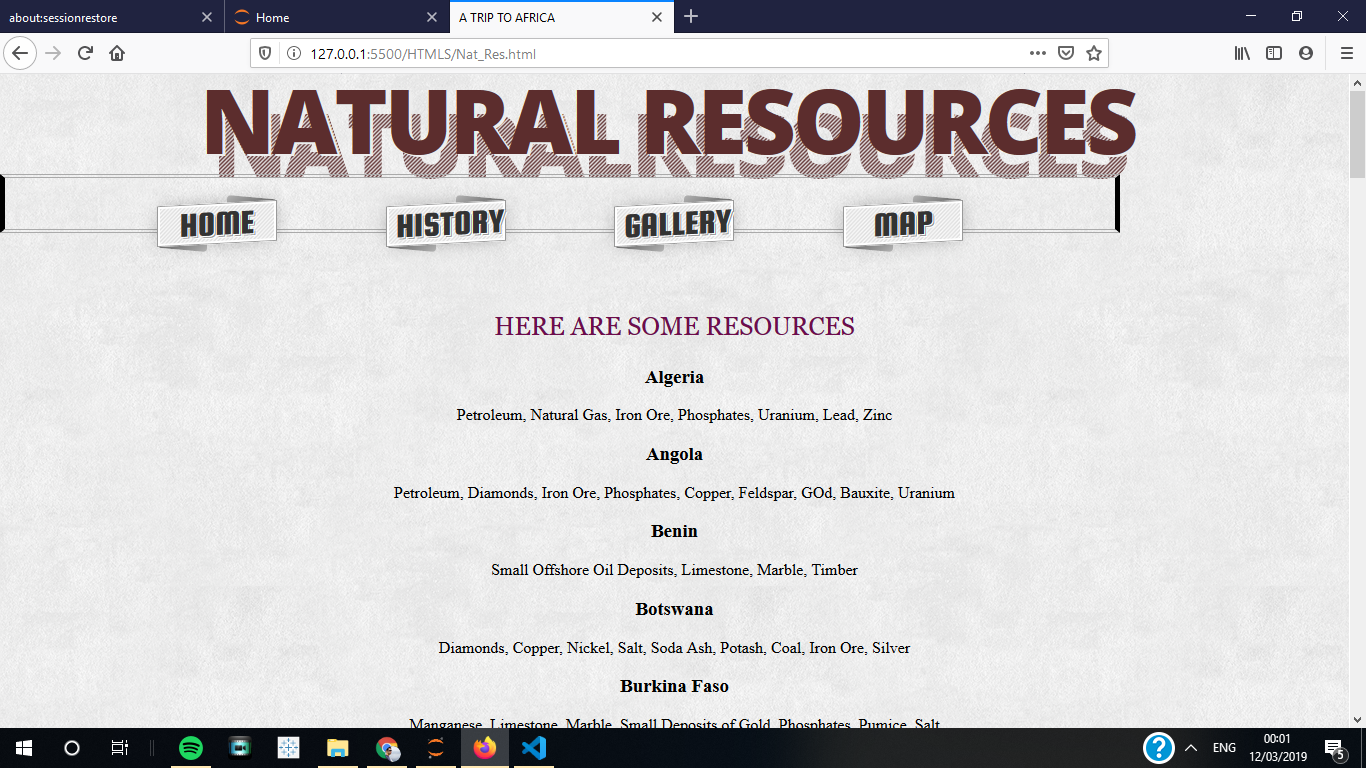 about:sessionrestore
Home
A TRIP TO AFRICA
127.0.0.1:5500/HTMLS/Nat_Res.html
NATURAL RESOURCES
HOME
HISTORY
GALLERY
MAP
HERE ARE SOME RESOURCES
Algeria
Petroleum, Natural Gas, Iron Ore, Phosphates, Uranium, Lead, Zinc
Angola
Petroleum, Diamonds, Iron Ore, Phosphates, Copper, Feldspar, GOd, Bauxite, Uranium
Benin
Small Offshore Oil Deposits, Limestone, Marble, Timber
Botswana
Diamonds, Copper, Nickel, Salt, Soda Ash, Potash, Coal, Iron Ore, Silver
Burkina Faso
Manganese, Limestone, Marble, Small Deposits of Gold, Phosphates, Pumice, Salt
ENG
00:01
12/03/2019
5